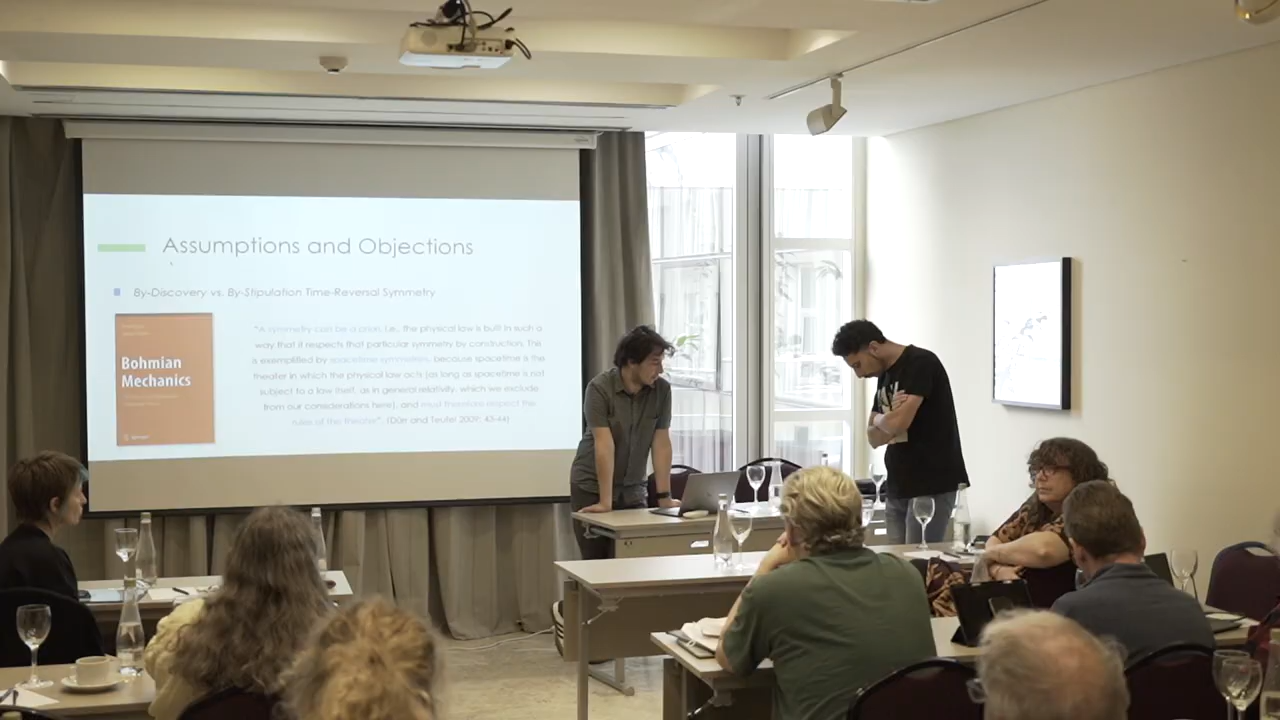 Assumptions and Objections
By-Discovery vs. By-Stipulation Time-Reversal Symmetry
"A symmetry can be a priori, i.e., the physical law is built in such a
way that it respects that particular symmetry by construction. This
is exemplified by spacetime symmetries, because spacetime is the
theater in which the physical law acts (as long as spacetime is not
subject to a law itself, as in general relativity, which we exclude
from our considerations here), and must therefore respect the
rules of the theater". (Dürr and Teufel 2009: 43-44)
Bohmian
Mechanics
Springer